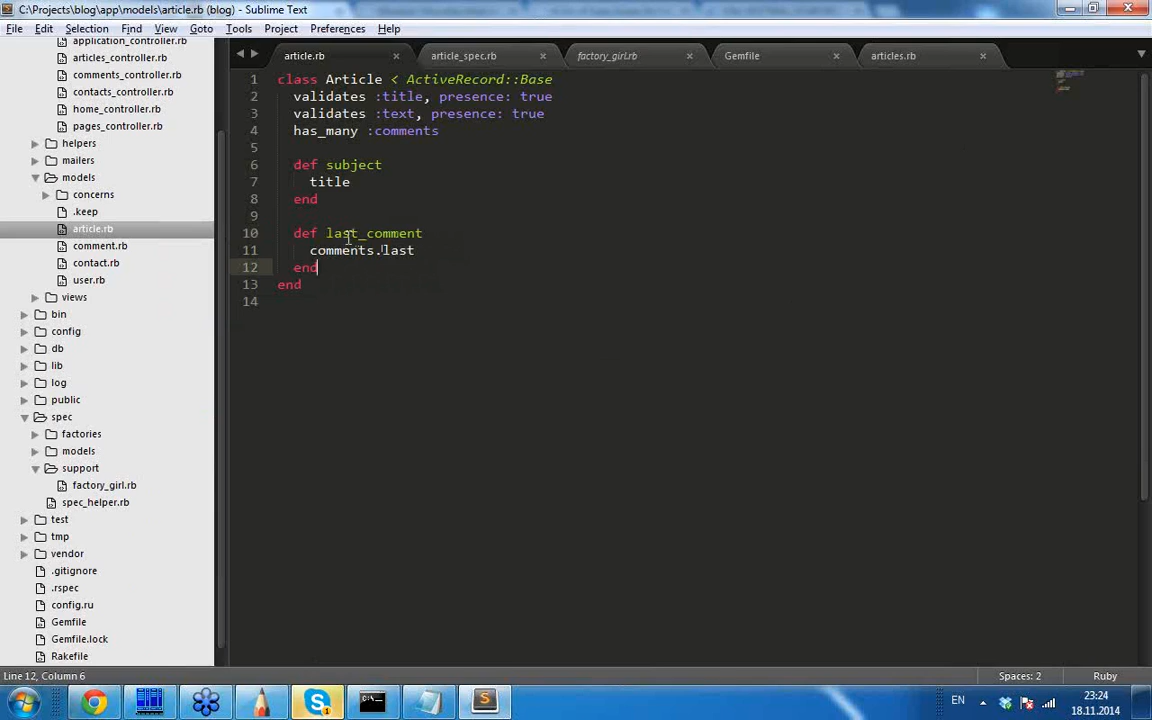 C:\Projects\blog\app\models\article.rb (blog) - Sublime Text
File Edit Selection Find View Goto Tools Project Preferences Help
application_controller.rb
articles_controller.rb
comments_controller.rb
contacts_controller.rb
home_controller.rb
pages_controller.rb
helpers
mailers
models
concerns
.keep
article.rb
comment.rb
contact.rb
user.rb
views
bin
config
db
lib
log
public
spec
factories
models
support
factory_girl.rb
spec_helper.rb
test
tmp
vendor
.gitignore
.rspec
config.ru
Gemfile
Gemfile.lock
Rakefile
article.rb article_spec.rb factory_girl.rb Gemfile articles.rb
1 class Article < ActiveRecord::Base
2 validates :title, presence: true
3 validates :text, presence: true
4 has_many :comments
5
6 def subject
7 title
8 end
9
10 def last_comment
11 comments.last
12 end
13 end
14
Line 12, Column 6 Spaces: 2 Ruby
EN 23:24
18.11.2014